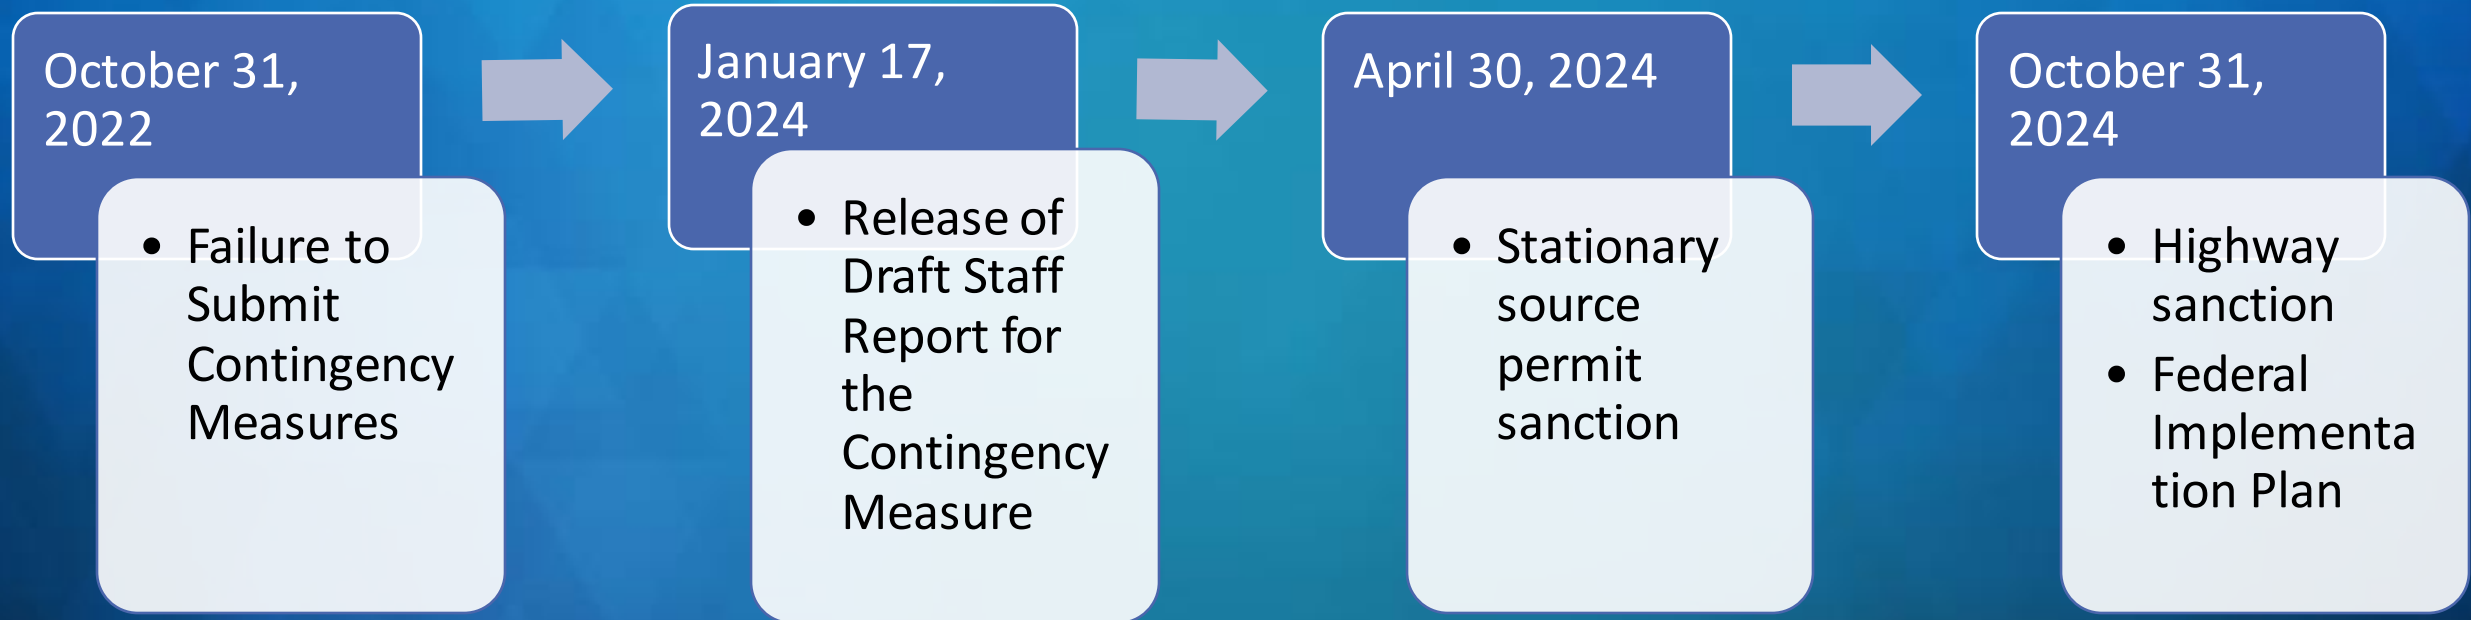 October 31,
2022
• Failure to
Submit
Contingency
Measures
January 17,
2024
• Release of
Draft Staff
Report for
the
Contingency
Measure
April 30, 2024
• Stationary
source
permit
sanction
October 31,
2024
• Highway
sanction
• Federal
Implementa
tion Plan